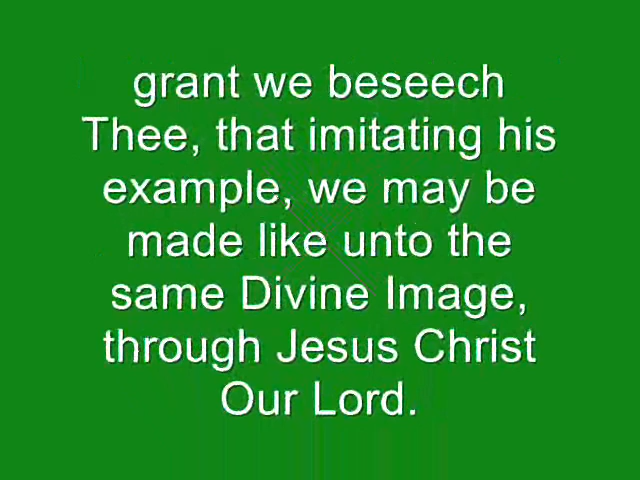 grant we beseech
Thee, that imitating his
example, we may be
made like unto the
same Divine Image,
through Jesus Christ
Our Lord.